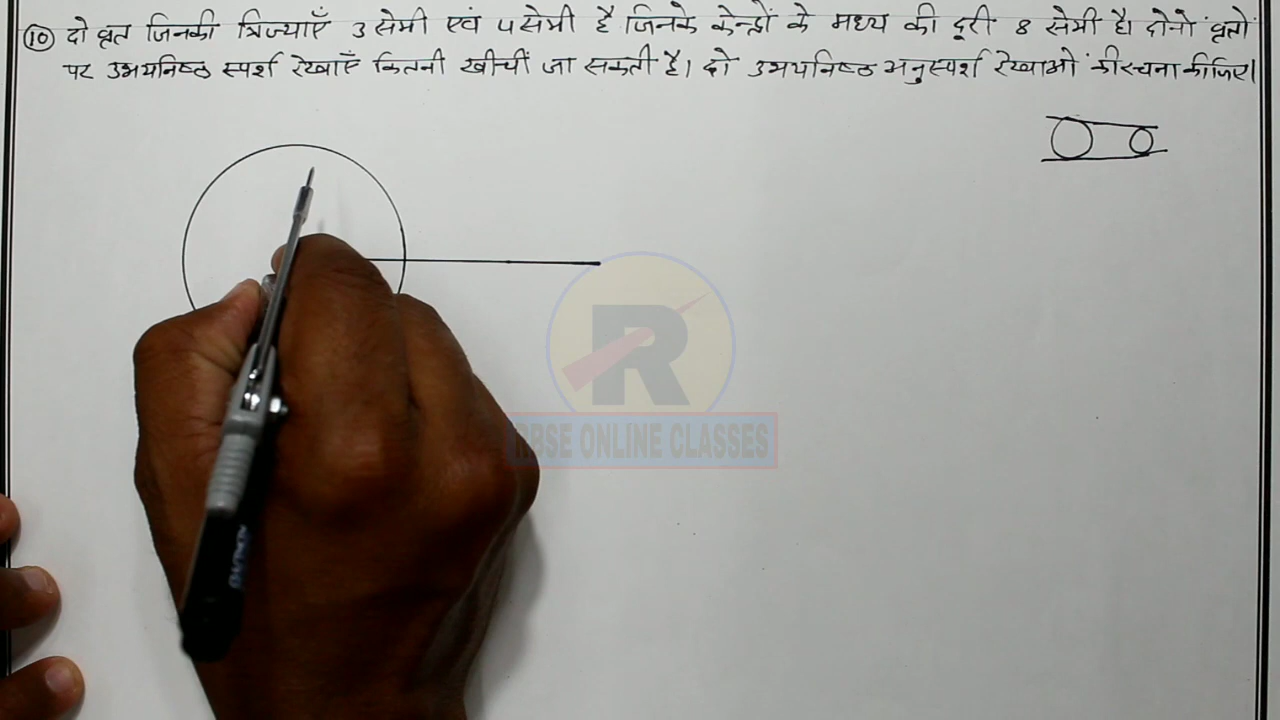 ⑩ दो वृत जिनकी त्रिज्याएँ 3 सेमी एवं 4 सेमी है जिनके केन्द्रों के मध्य की दूरी 8 सेमी है। दोनों वृतों
पर उभयनिष्ठ स्पर्श रेखाएँ कितनी खीचीं जा सकती है। दो उभयनिष्ठ अनुस्पर्श रेखाओं की रचना कीजिए।
R
RBSE ONLINE CLASSES